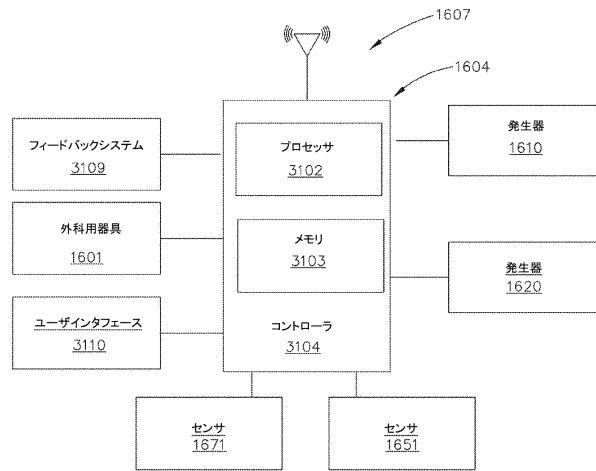 1607
1604
フィードバックシステム
3109
プロセッサ
3102
発生器
1610
外科用器具
1601
メモリ
3103
発生器
1620
ユーザインタフェース
3110
コントローラ
3104
センサ
1671
センサ
1651